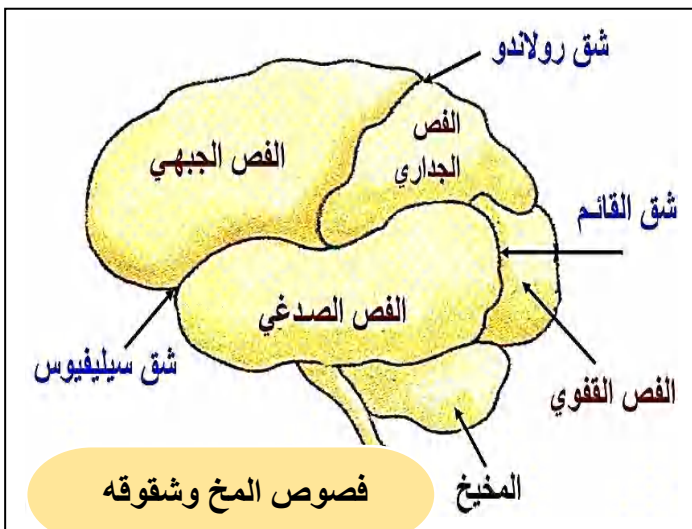 شق رولاندو
الفص
الجداري
الفص الجبهي
شق القائم
الفص الصدغي
شق سيليفيوس
الفص القفوي
المخيخ
فصوص المخ وشقوقه